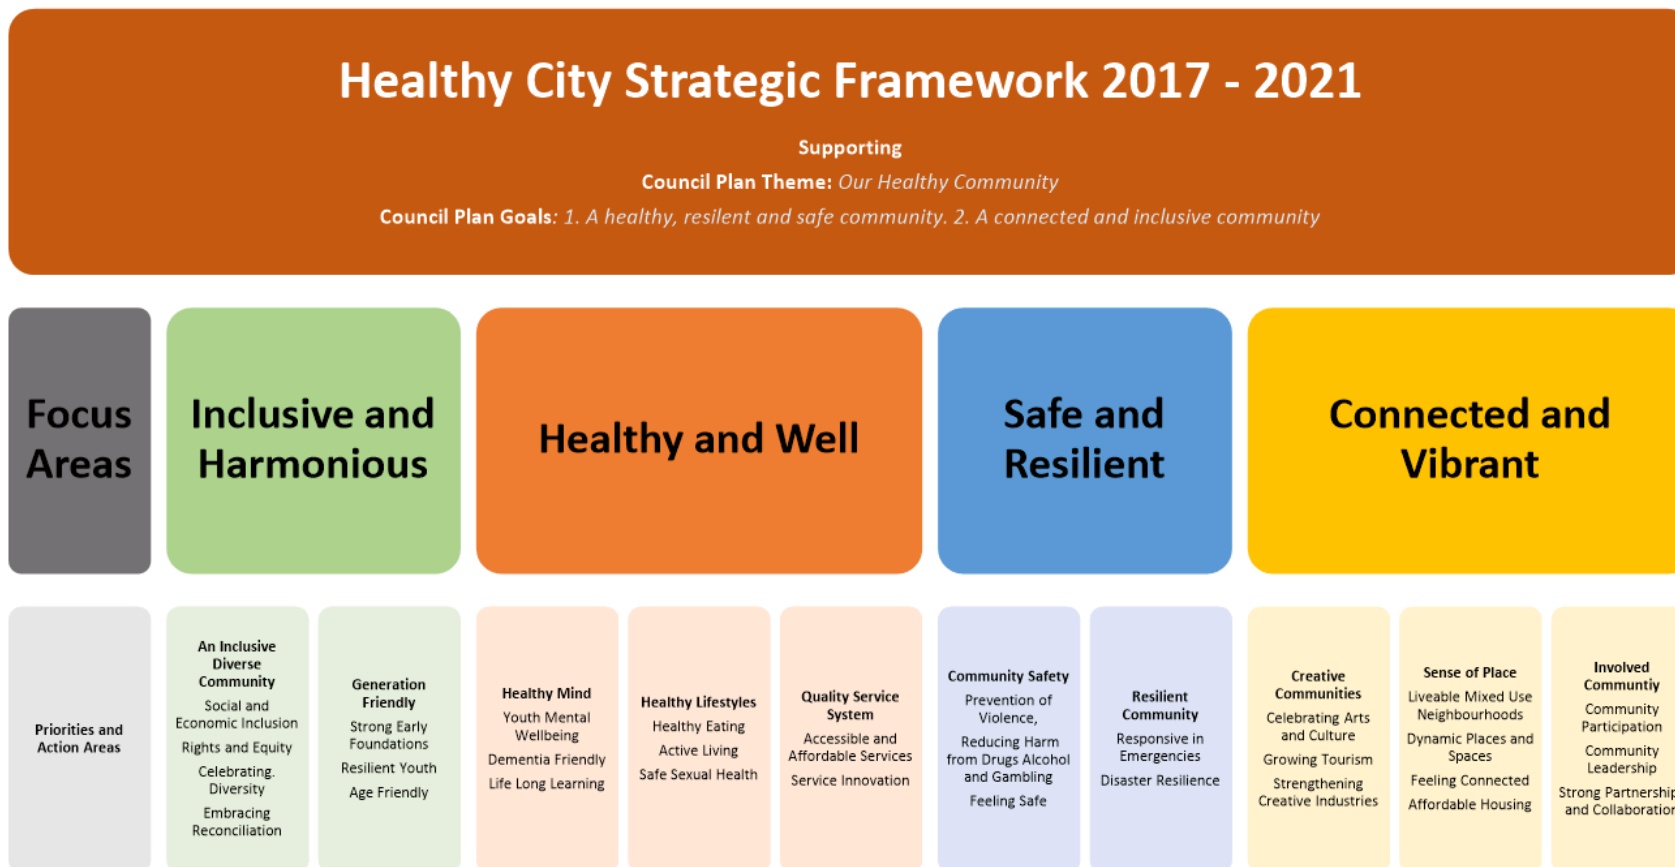 Healthy City Strategic Framework 2017 - 2021
Supporting
Council Plan Theme: Our Healthy Community
Council Plan Goals: 1. A healthy, resilent and safe community. 2. A connected and inclusive community
Focus
Areas
Inclusive and
Harmonious
Healthy and Well
Safe and
Resilient
Connected and
Vibrant
Priorities and
Action Areas
An Inclusive
Diverse
Community
Social and
Economic Inclusion
Rights and Equity
Celebrating.
Diversity
Embracing
Reconciliation
Generation
Friendly
Strong Early
Foundations
Resilient Youth
Age Friendly
Healthy Mind
Youth Mental
Wellbeing
Dementia Friendly
Life Long Learning
Healthy Lifestyles
Healthy Eating
Active Living
Safe Sexual Health
Quality Service
System
Accessible and
Affordable Services
Service Innovation
Community Safety
Prevention of
Violence,
Reducing Harm
from Drugs Alcohol
and Gambling
Feeling Safe
Resilient
Community
Responsive in
Emergencies
Disaster Resilience
Creative
Communities
Celebrating Arts
and Culture
Growing Tourism
Strengthening
Creative Industries
Sense of Place
Liveable Mixed Use
Neighbourhoods
Dynamic Places and
Spaces
Feeling Connected
Affordable Housing
Involved
Communtiy
Community
Participation
Community
Leadership
Strong Partnership
and Collaboration